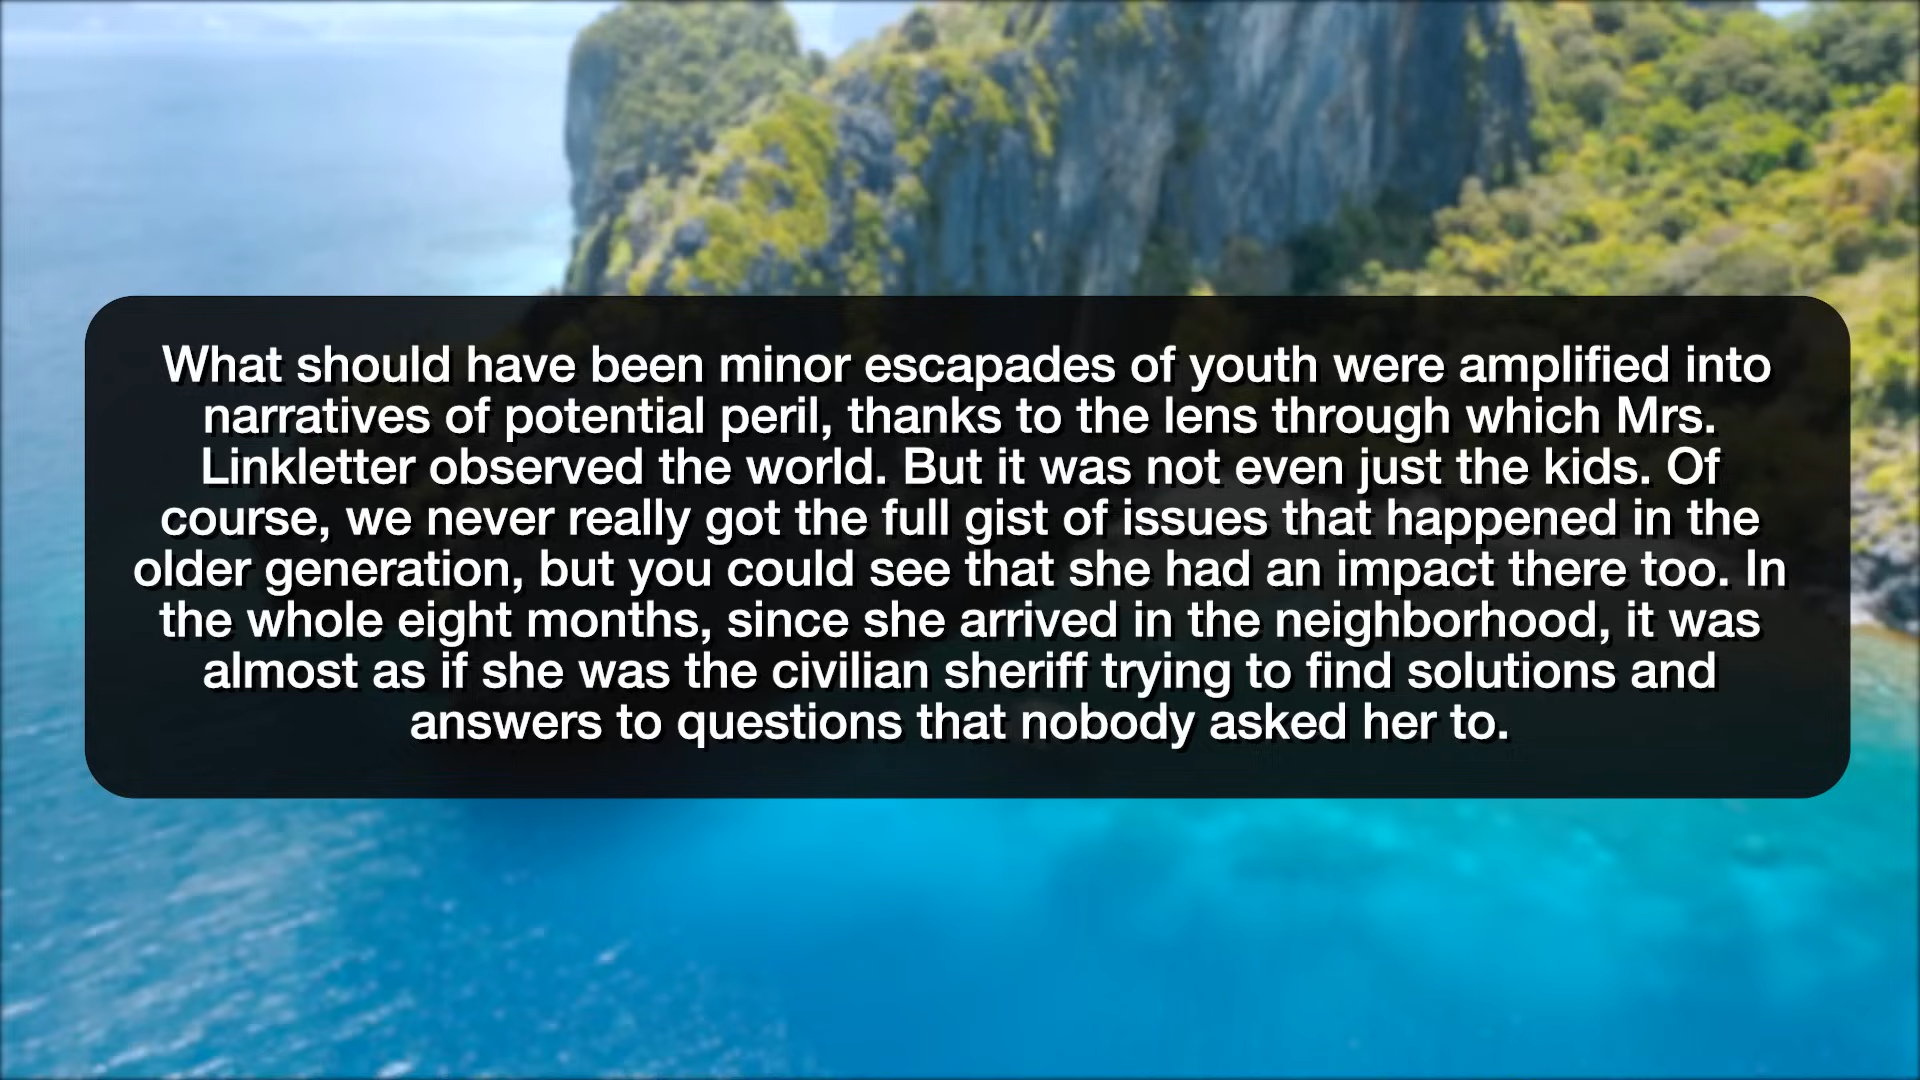 What should have been minor escapades of youth were amplified into
narratives of potential peril, thanks to the lens through which Mrs.
Linkletter observed the world. But it was not even just the kids. Of
course, we never really got the full gist of issues that happened in the
older generation, but you could see that she had an impact there too. In
the whole eight months, since she arrived in the neighborhood, it was
almost as if she was the civilian sheriff trying to find solutions and
answers to questions that nobody asked her to.